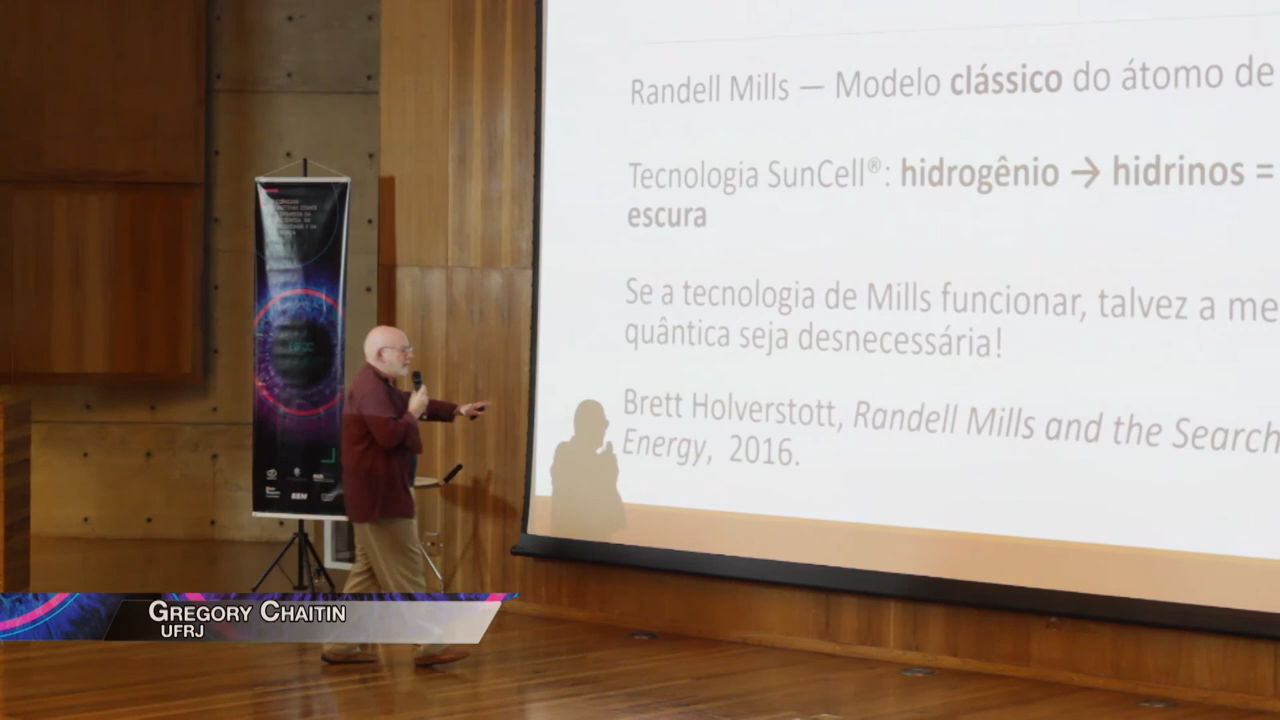 Randell Mills — Modelo clássico do átomo de
Tecnologia SunCell®: hidrogênio → hidrinos =
escura
Se a tecnologia de Mills funcionar, talvez a me
quântica seja desnecessária!
Brett Holverstott, Randell Mills and the Search
Energy, 2016.
GREGORY CHAITIN
UFRJ